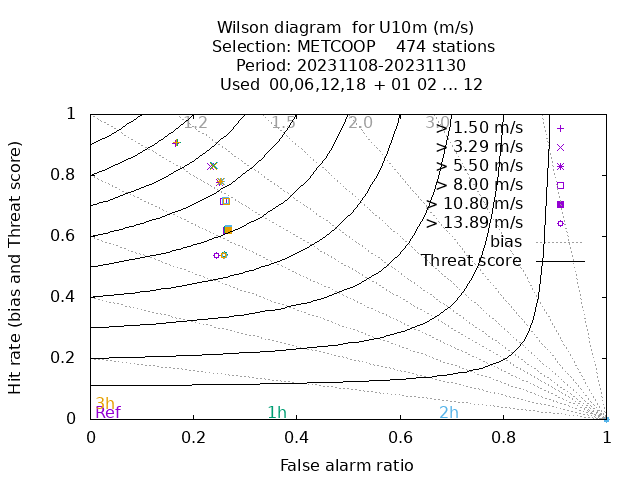 Wilson diagram  for U10m (m/s)
Selection: METCOOP    474 stations
Period: 20231108-20231130
Used  00,06,12,18  + 01 02 ... 12
Hit rate (bias and Threat score)
1
0.8
0.6
0.4
0.2
0
1.2 1.5 2.0 3.0
> 1.50 m/s
> 3.29 m/s
> 5.50 m/s
> 8.00 m/s
> 10.80 m/s
> 13.89 m/s
bias
Threat score
3h
Ref 1h 2h
0 0.2 0.4 0.6 0.8 1
False alarm ratio